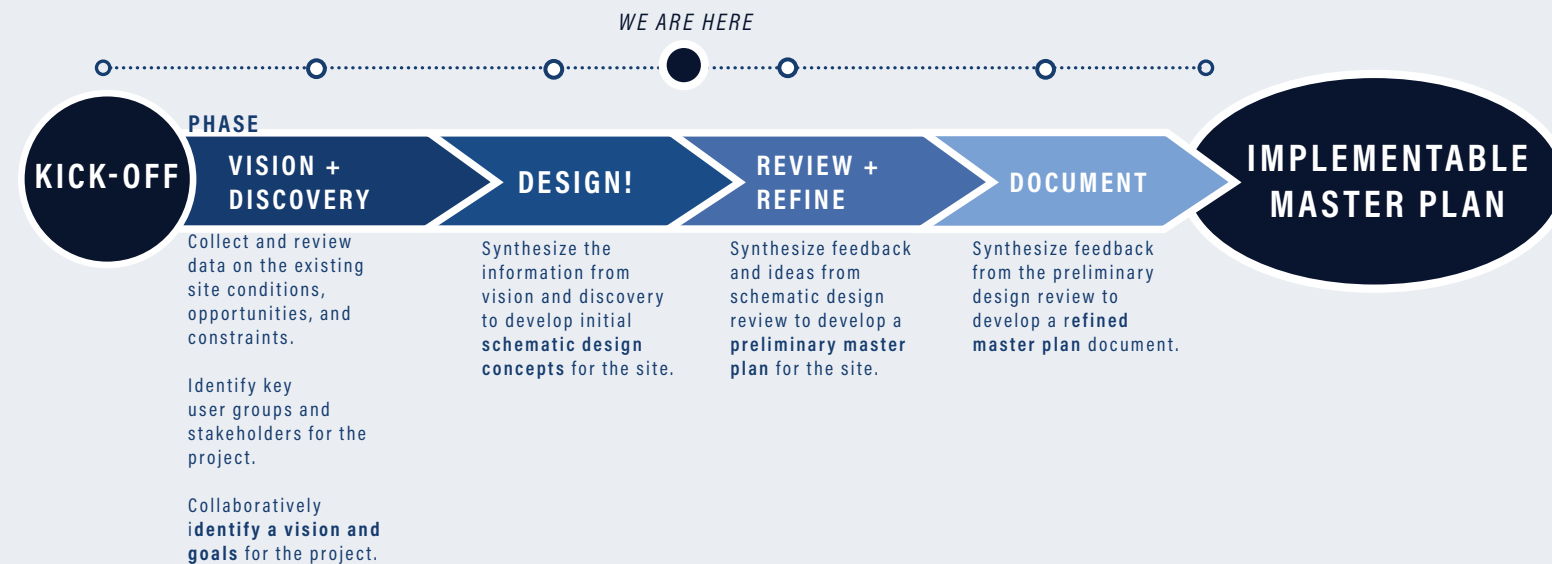 WE ARE HERE
PHASE
KICK-OFF
VISION +
DISCOVERY
DESIGN!
REVIEW +
REFINE
DOCUMENT
IMPLEMENTABLE
MASTER PLAN
Collect and review
data on the existing
site conditions,
opportunities, and
constraints.
Identify key
user groups and
stakeholders for the
project.
Collaboratively
identify a vision and
goals for the project.
Synthesize the
information from
vision and discovery
to develop initial
schematic design
concepts for the site.
Synthesize feedback
and ideas from
schematic design
review to develop a
preliminary master
plan for the site.
Synthesize feedback
from the preliminary
design review to
develop a refined
master plan document.